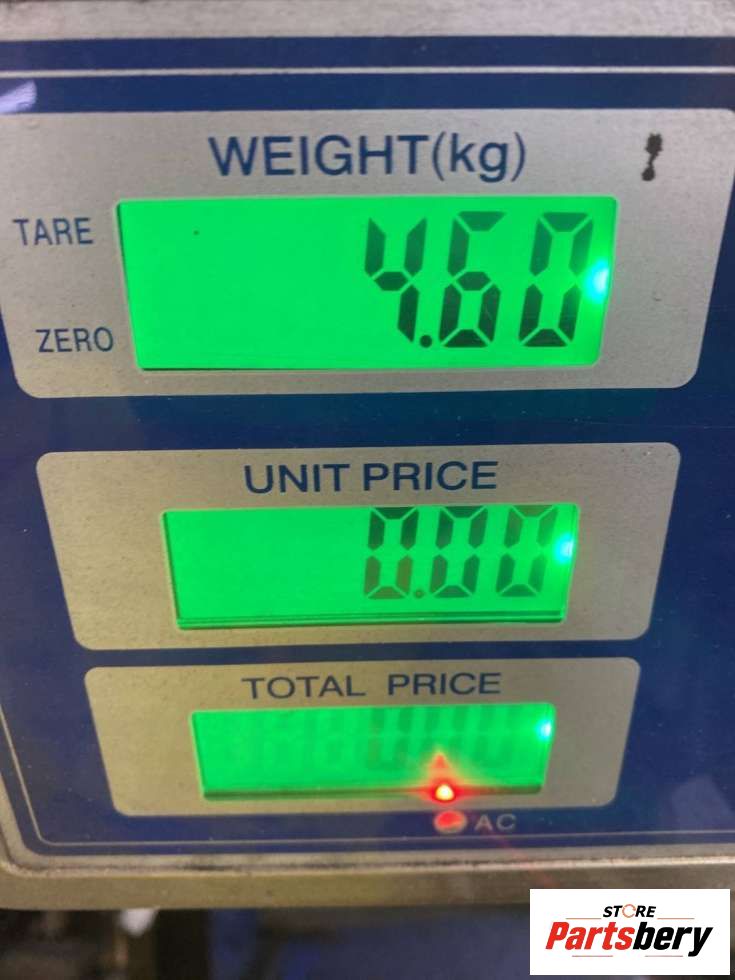 WEIGHT(kg)
TARE
4.60
ZERO
UNIT PRICE
0.00
TOTAL PRICE
AC
STORE
Partsbery